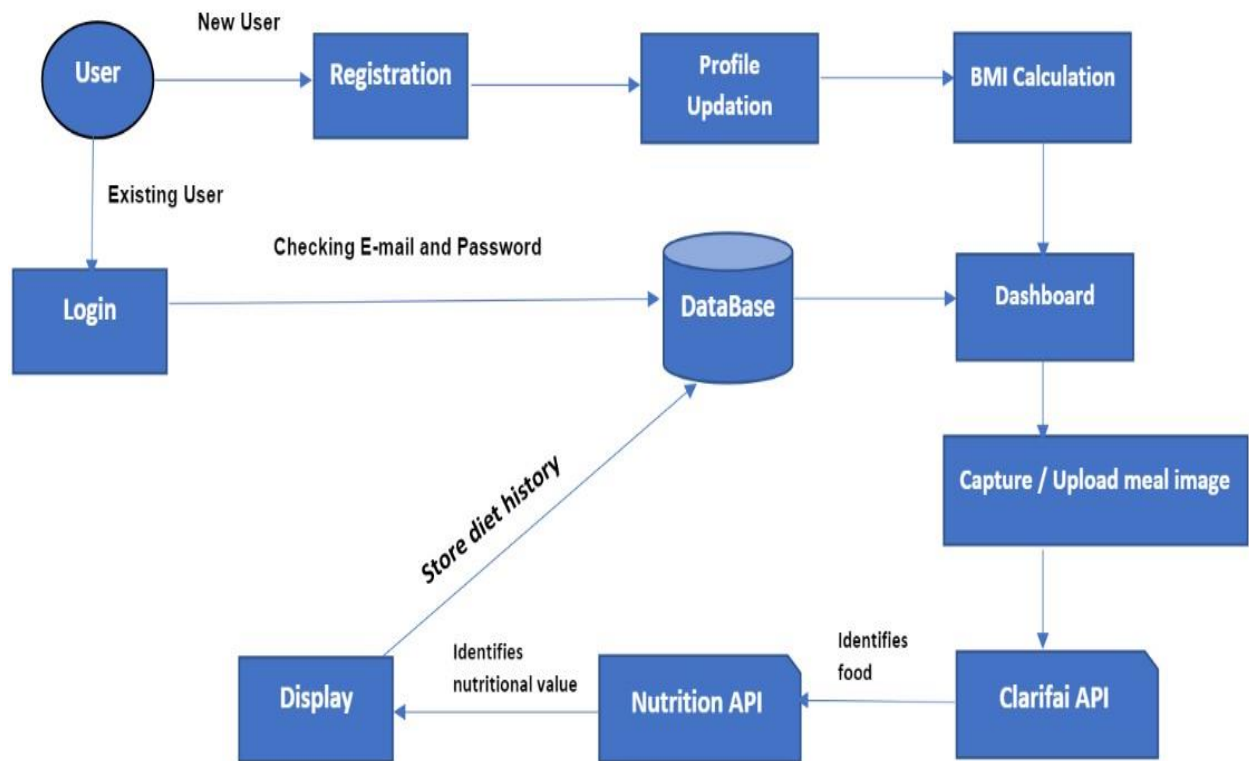 New User
User
Registration
Profile
Updation
BMI Calculation
Existing User
Checking E-mail and Password
Login
DataBase
Dashboard
Capture / Upload meal image
Store diet history
Identifies
food
Identifies
nutritional value
Display
Nutrition API
Clarifai API